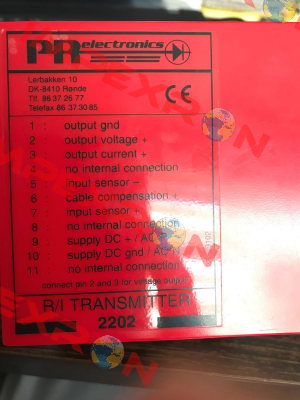 PR electronics
Lerbakken 10
DK-8410 Rønde
Tlf. 86 37 26 77
Telefax 86 37 30 85
CE
1 : output gnd
2 : output voltage +
3 : output current +
4 : no internal connection
5 : input sensor -
6 : cable compensation +
7 : input sensor +
8 : no internal connection
9 : supply DC + / AC
10 : supply DC gnd / AC
11 : no internal connection
connect pin 2 and 3 for voltage output
R/I TRANSMITTER
2202